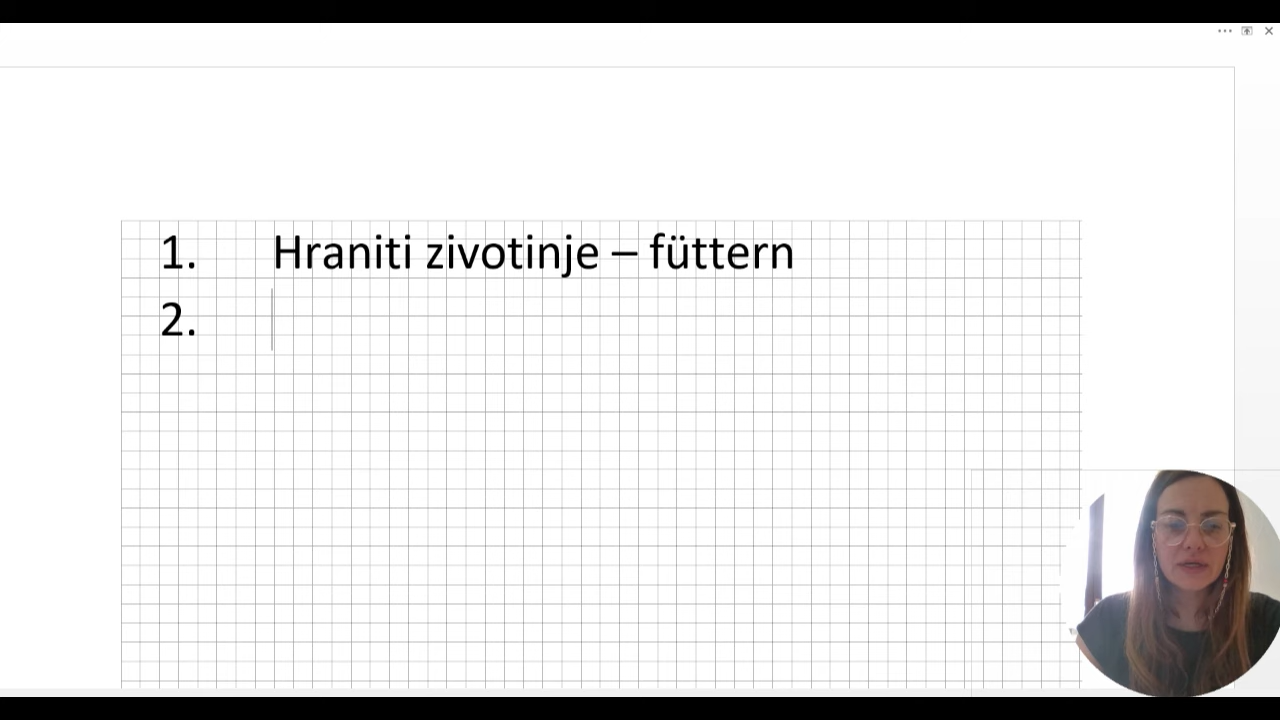 1. Hraniti zivotinje – füttern
2.